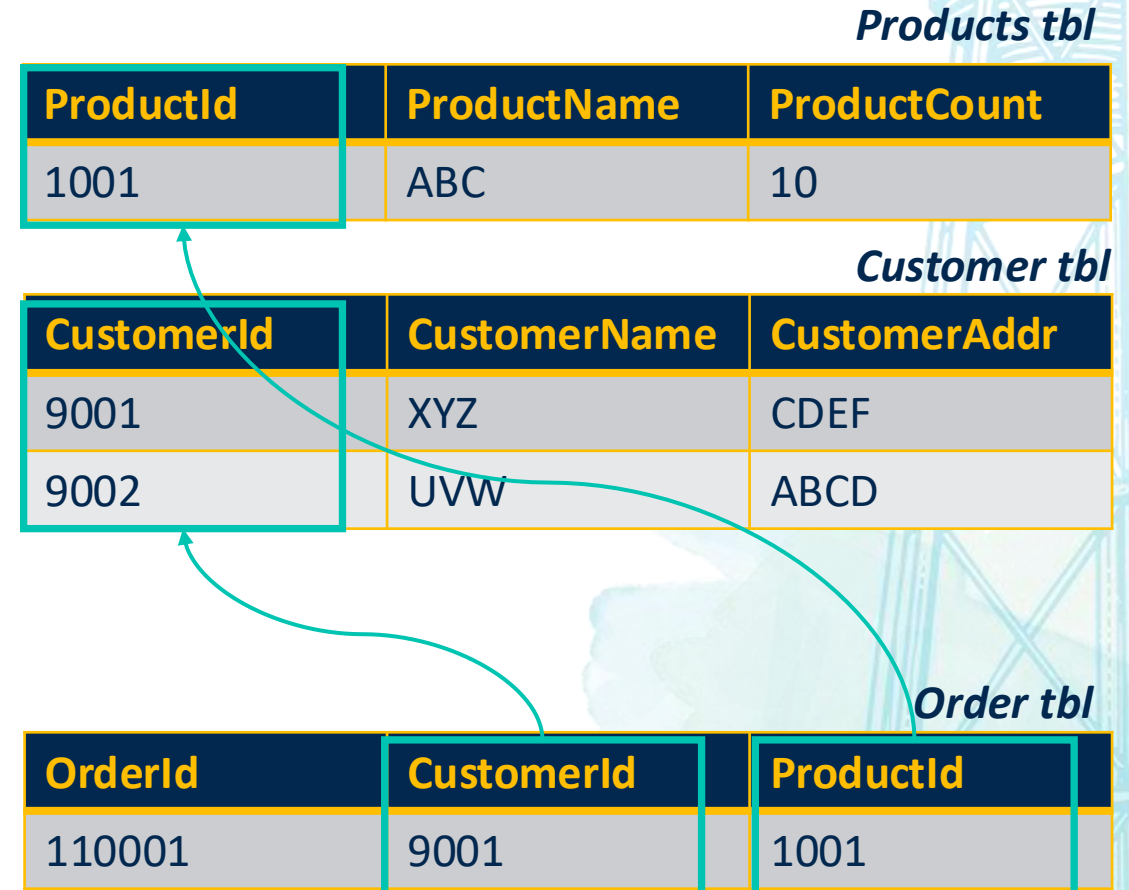 Products tbl
ProductId ProductName ProductCount
1001 ABC 10
Customer tbl
CustomerId CustomerName CustomerAddr
9001 XYZ CDEF
9002 UVW ABCD
Order tbl
OrderId CustomerId ProductId
110001 9001 1001